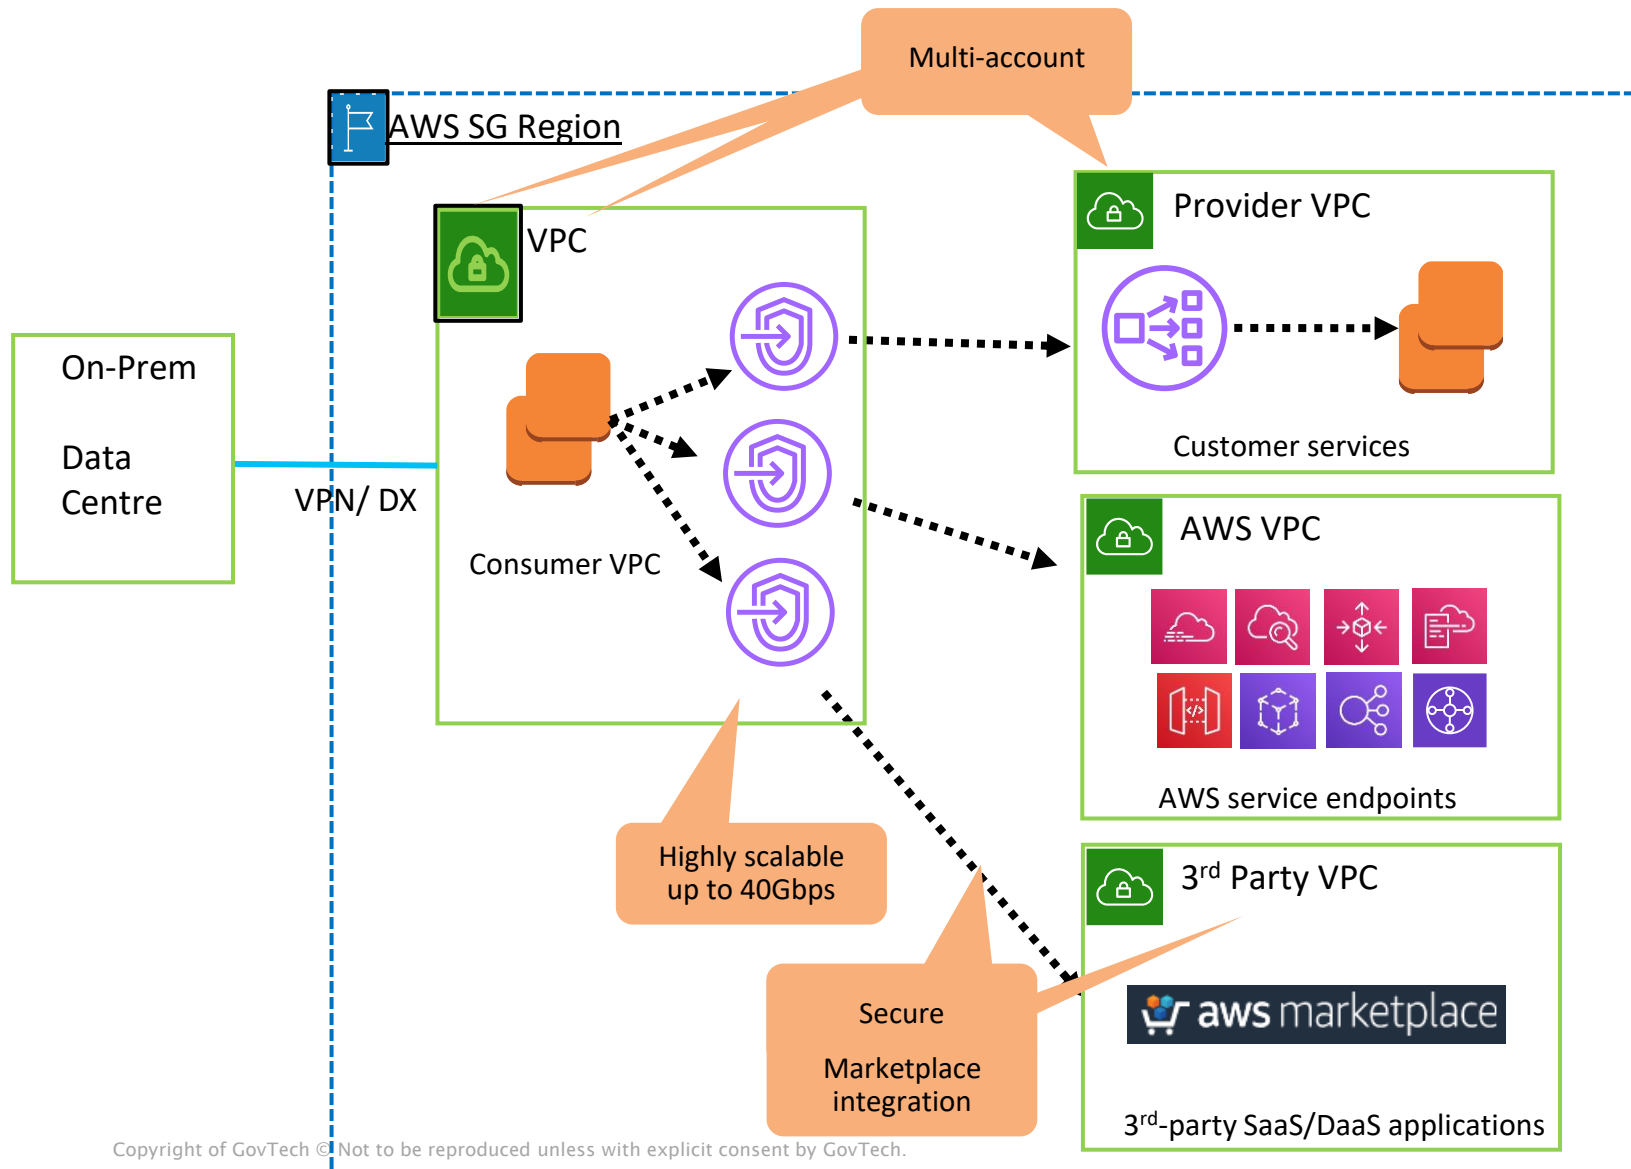 Multi-account
AWS SG Region
VPC
Provider VPC
On-Prem
Data
Centre
VPN/ DX
Consumer VPC
Customer services
AWS VPC
AWS service endpoints
Highly scalable
up to 40Gbps
3rd Party VPC
Secure
Marketplace
integration
aws marketplace
3rd-party SaaS/DaaS applications
Copyright of GovTech © Not to be reproduced unless with explicit consent by GovTech.